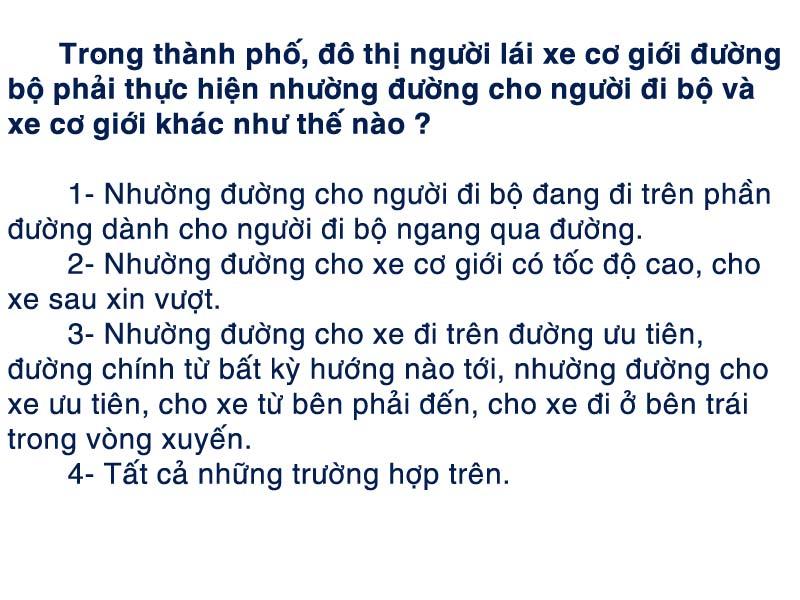 Trong thành phố, đô thị người lái xe cơ giới đường
bộ phải thực hiện nhường đường cho người đi bộ và
xe cơ giới khác như thế nào ?
1- Nhường đường cho người đi bộ đang đi trên phần
đường dành cho người đi bộ ngang qua đường.
2- Nhường đường cho xe cơ giới có tốc độ cao, cho
xe sau xin vượt.
3- Nhường đường cho xe đi trên đường ưu tiên,
đường chính từ bất kỳ hướng nào tới, nhường đường cho
xe ưu tiên, cho xe từ bên phải đến, cho xe đi ở bên trái
trong vòng xuyến.
4- Tất cả những trường hợp trên.